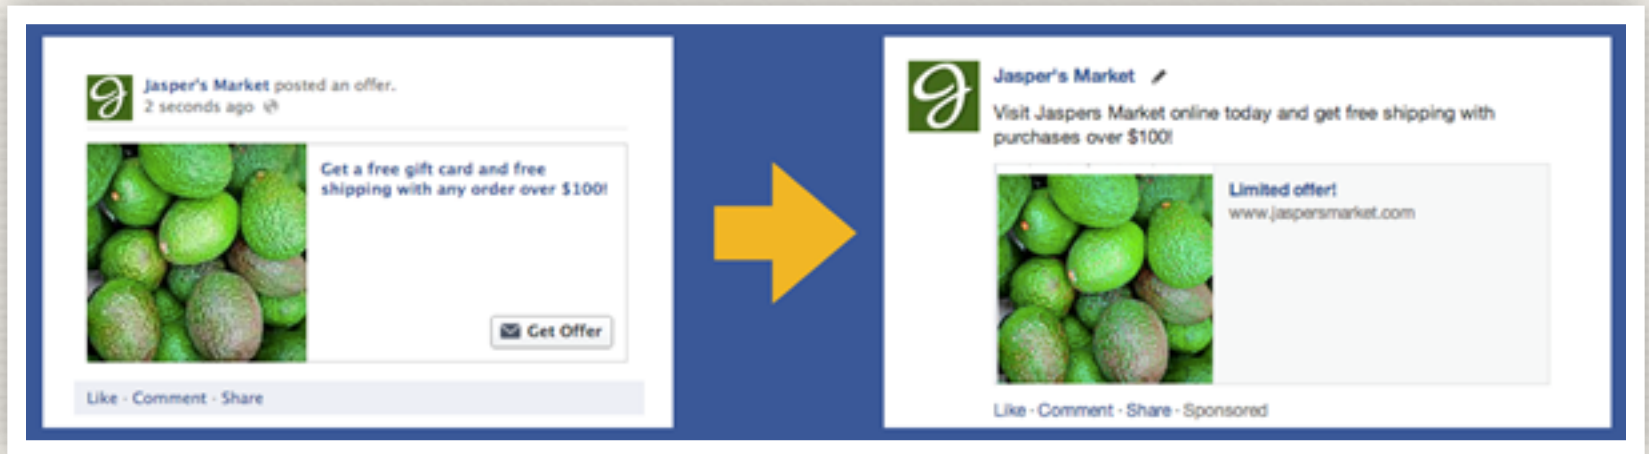 Jasper's Market posted an offer.
2 seconds ago
Get a free gift card and free
shipping with any order over $100!
Get Offer
Like · Comment · Share
Jasper's Market
Visit Jaspers Market online today and get free shipping with
purchases over $100!
Limited offer!
www.jaspersmarket.com
Like · Comment · Share · Sponsored